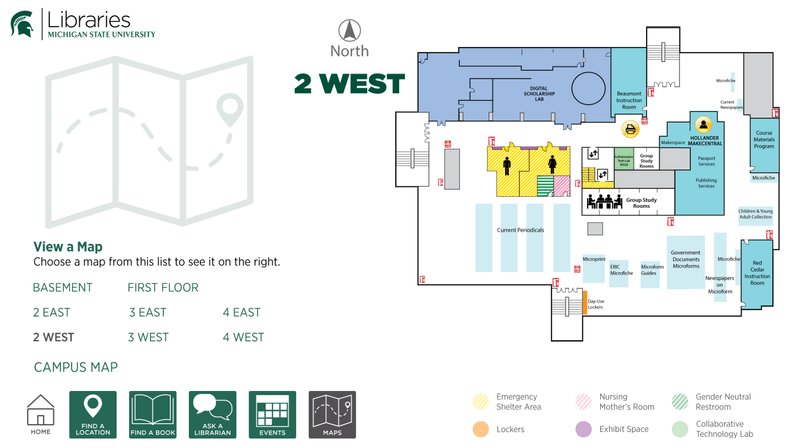 Libraries
MICHIGAN STATE UNIVERSITY
North
2 WEST
View a Map
Choose a map from this list to see it on the right.
BASEMENT
FIRST FLOOR
2 EAST
3 EAST
4 EAST
2 WEST
3 WEST
4 WEST
CAMPUS MAP
HOME
FIND A
LOCATION
FIND A BOOK
ASK A
LIBRARIAN
EVENTS
MAPS
DIGITAL
SCHOLARSHIP
LAB
Beaumont
Instruction
Room
Microfiche
Current
Newspapers
HOLLANDER
MAKECENTRAL
Makerspace
Course
Materials
Program
Group
Study
Rooms
Passport
Services
Publishing
Services
Microfiche
Group Study
Rooms
Children & Young
Adult Collection
Current Periodicals
Microprint
ERIC
Microfiche
Microform
Guides
Government
Documents
Microforms
Microfiche
Newspapers
on
Microform
Red
Cedar
Instruction
Room
Day-Use
Lockers
Emergency
Shelter Area
Nursing
Mother's Room
Gender Neutral
Restroom
Lockers
Exhibit Space
Collaborative
Technology Lab